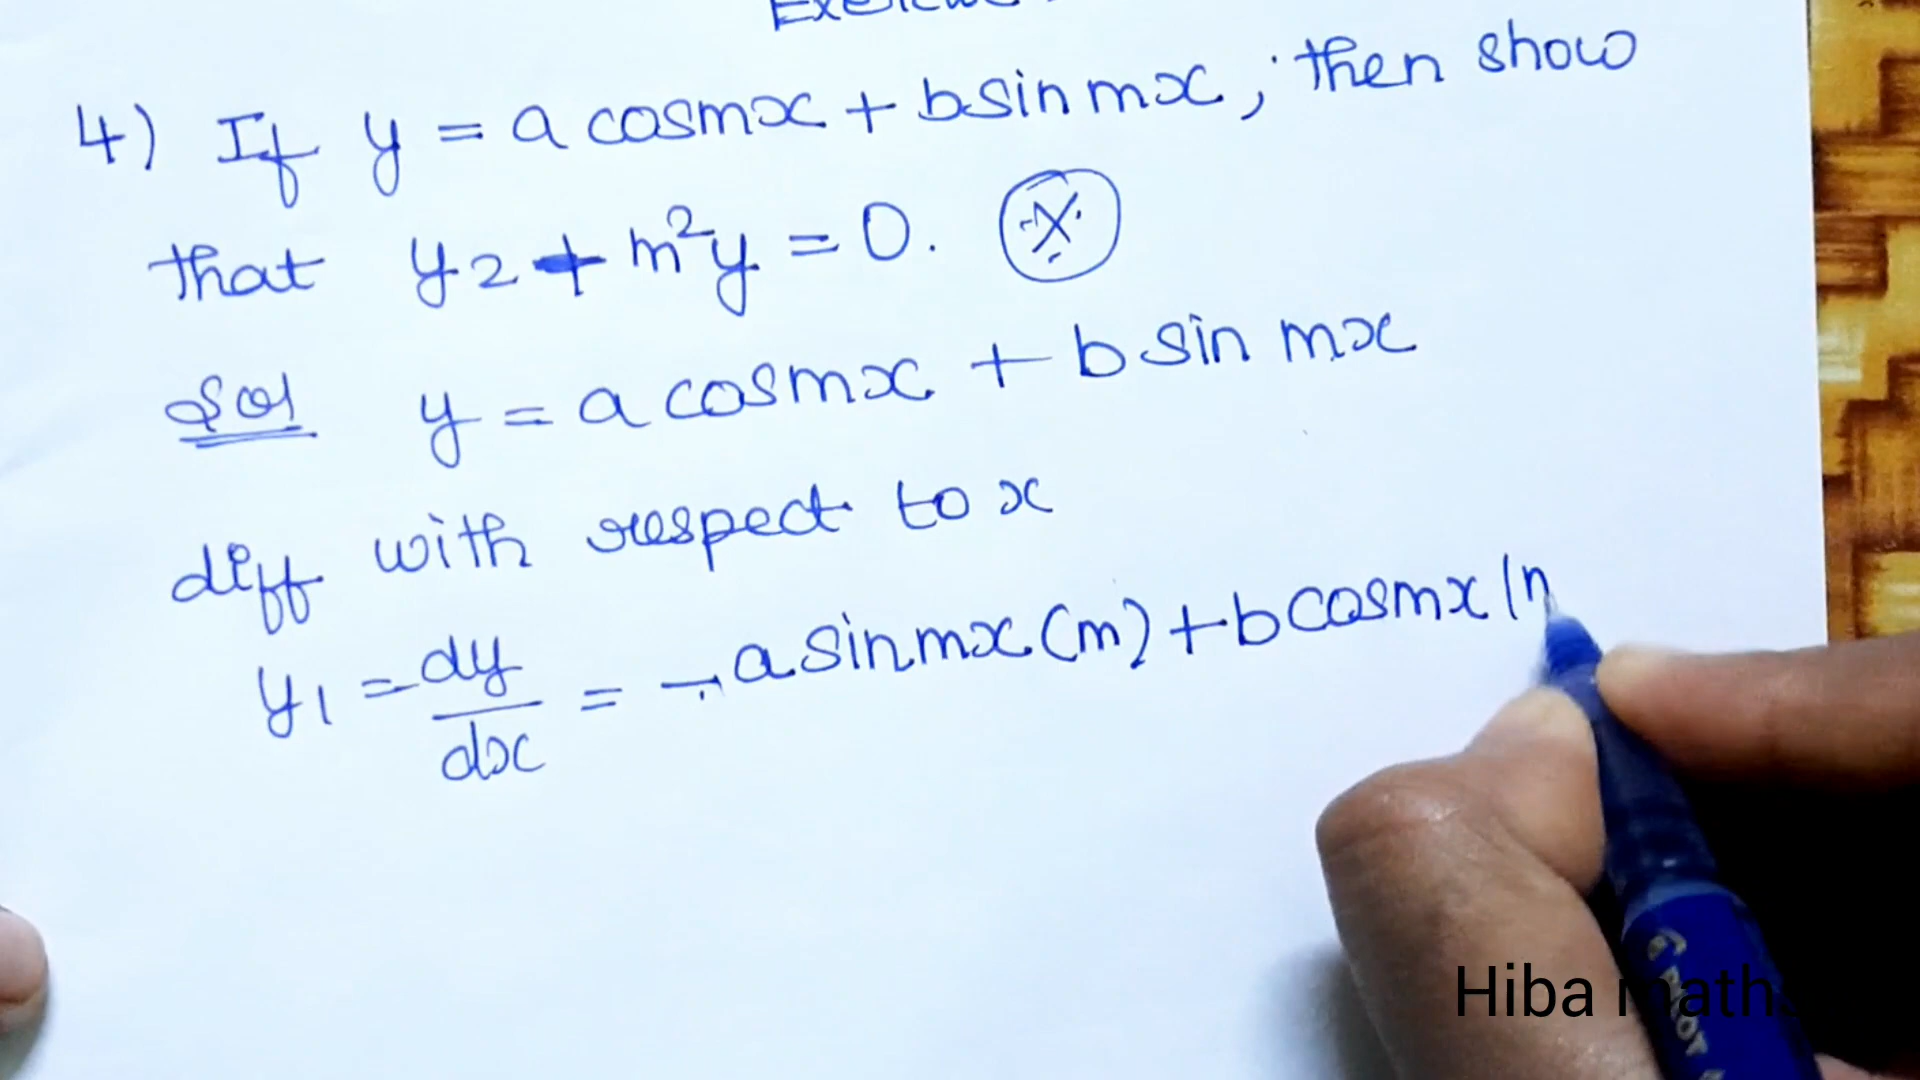 4) If y = a cosmx + bsin mx, then show
that y2 + m²y = 0.
Sol y = a cosmx + b sin mx
diff with respect to x
y1 = dy/dx = -a sinmx (m) + b cosmx (n
Hiba maths